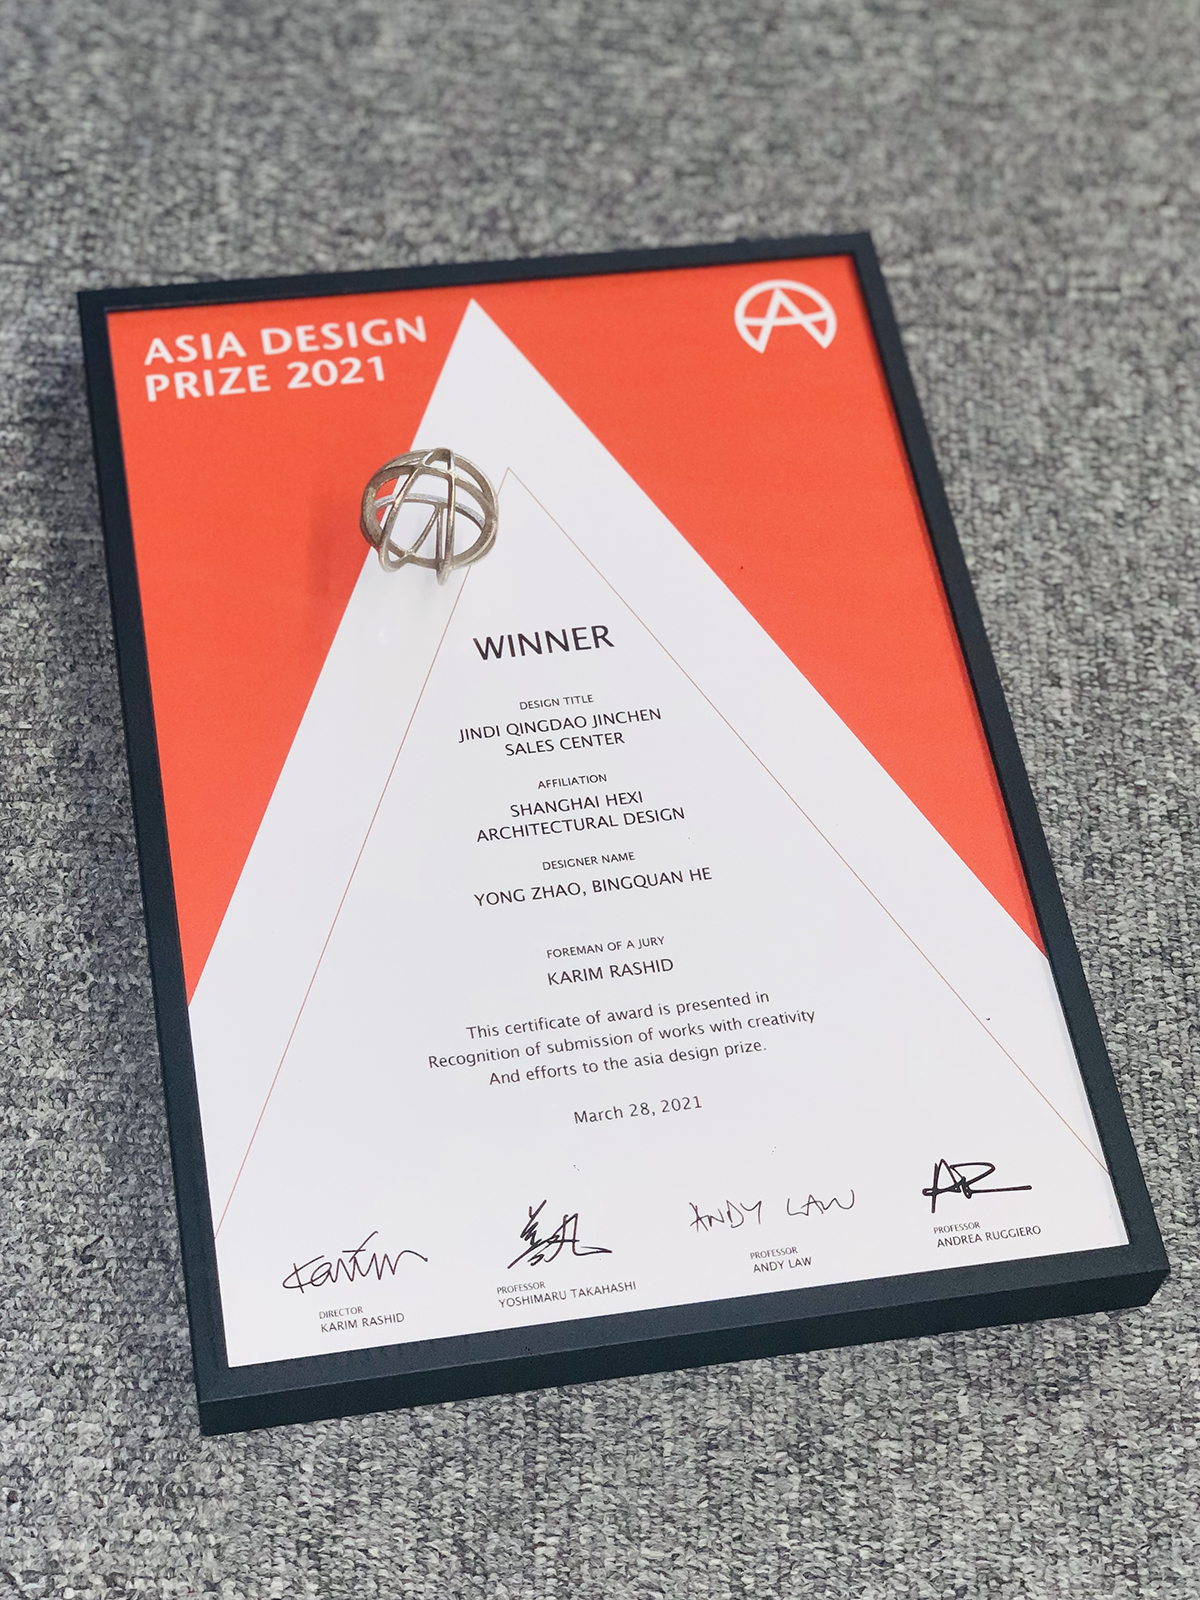 ASIA DESIGN
PRIZE 2021
WINNER
DESIGN TITLE
JINDI QINGDAO JINCHEN
SALES CENTER
AFFILIATION
SHANGHAI HEXI
ARCHITECTURAL DESIGN
DESIGNER NAME
YONG ZHAO, BINGQUAN HE
FOREMAN OF A JURY
KARIM RASHID
This certificate of award is presented in
Recognition of submission of works with creativity
And efforts to the asia design prize.
March 28, 2021
Karim
DIRECTOR
KARIM RASHID
PROFESSOR
YOSHIMARU TAKAHASHI
ANDY LAW
PROFESSOR
ANDY LAW
AR
PROFESSOR
ANDREA RUGGIERO